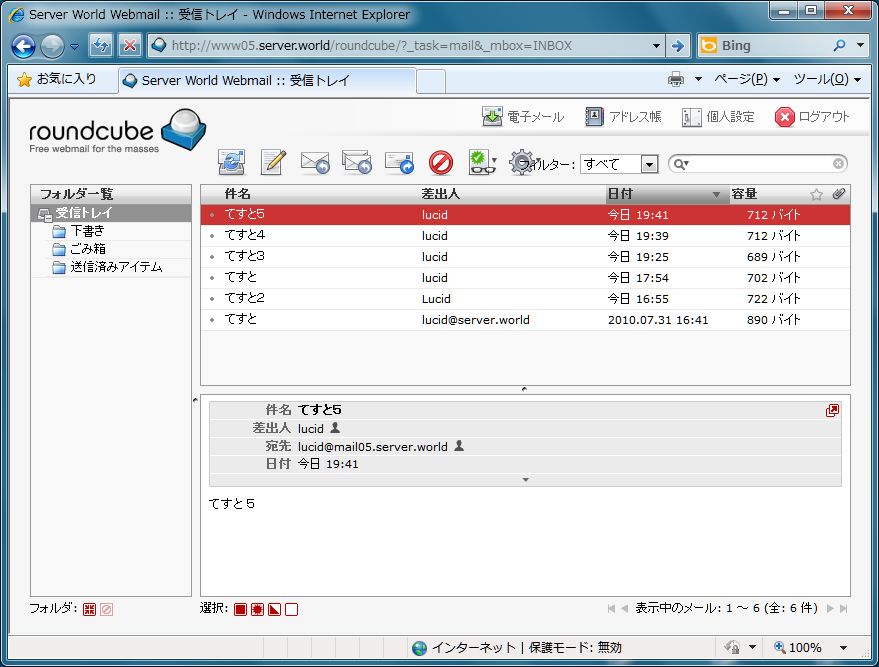 Server World Webmail :: 受信トレイ - Windows Internet Explorer
http://www05.server.world/roundcube/?_task=mail&_mbox=INBOX
Bing
お気に入り
Server World Webmail :: 受信トレイ
ページ(P)
ツール(O)
roundcube
Free webmail for the masses
電子メール
アドレス帳
個人設定
ログアウト
ルター:
すべて
フォルダ一覧
受信トレイ
下書き
ごみ箱
送信済みアイテム
件名 差出人 日付 容量
てすと5 lucid 今日 19:41 712 バイト
てすと4 lucid 今日 19:39 712 バイト
てすと3 lucid 今日 19:25 689 バイト
てすと lucid 今日 17:54 702 バイト
てすと2 Lucid 今日 16:55 722 バイト
てすと lucid@server.world 2010.07.31 16:41 890 バイト
件名 てすと5
差出人 lucid
宛先 lucid@mail05.server.world
日付 今日 19:41
てすと５
フォルダ:
選択:
表示中のメール: 1 ～ 6 (全: 6 件)
インターネット | 保護モード: 無効
100%